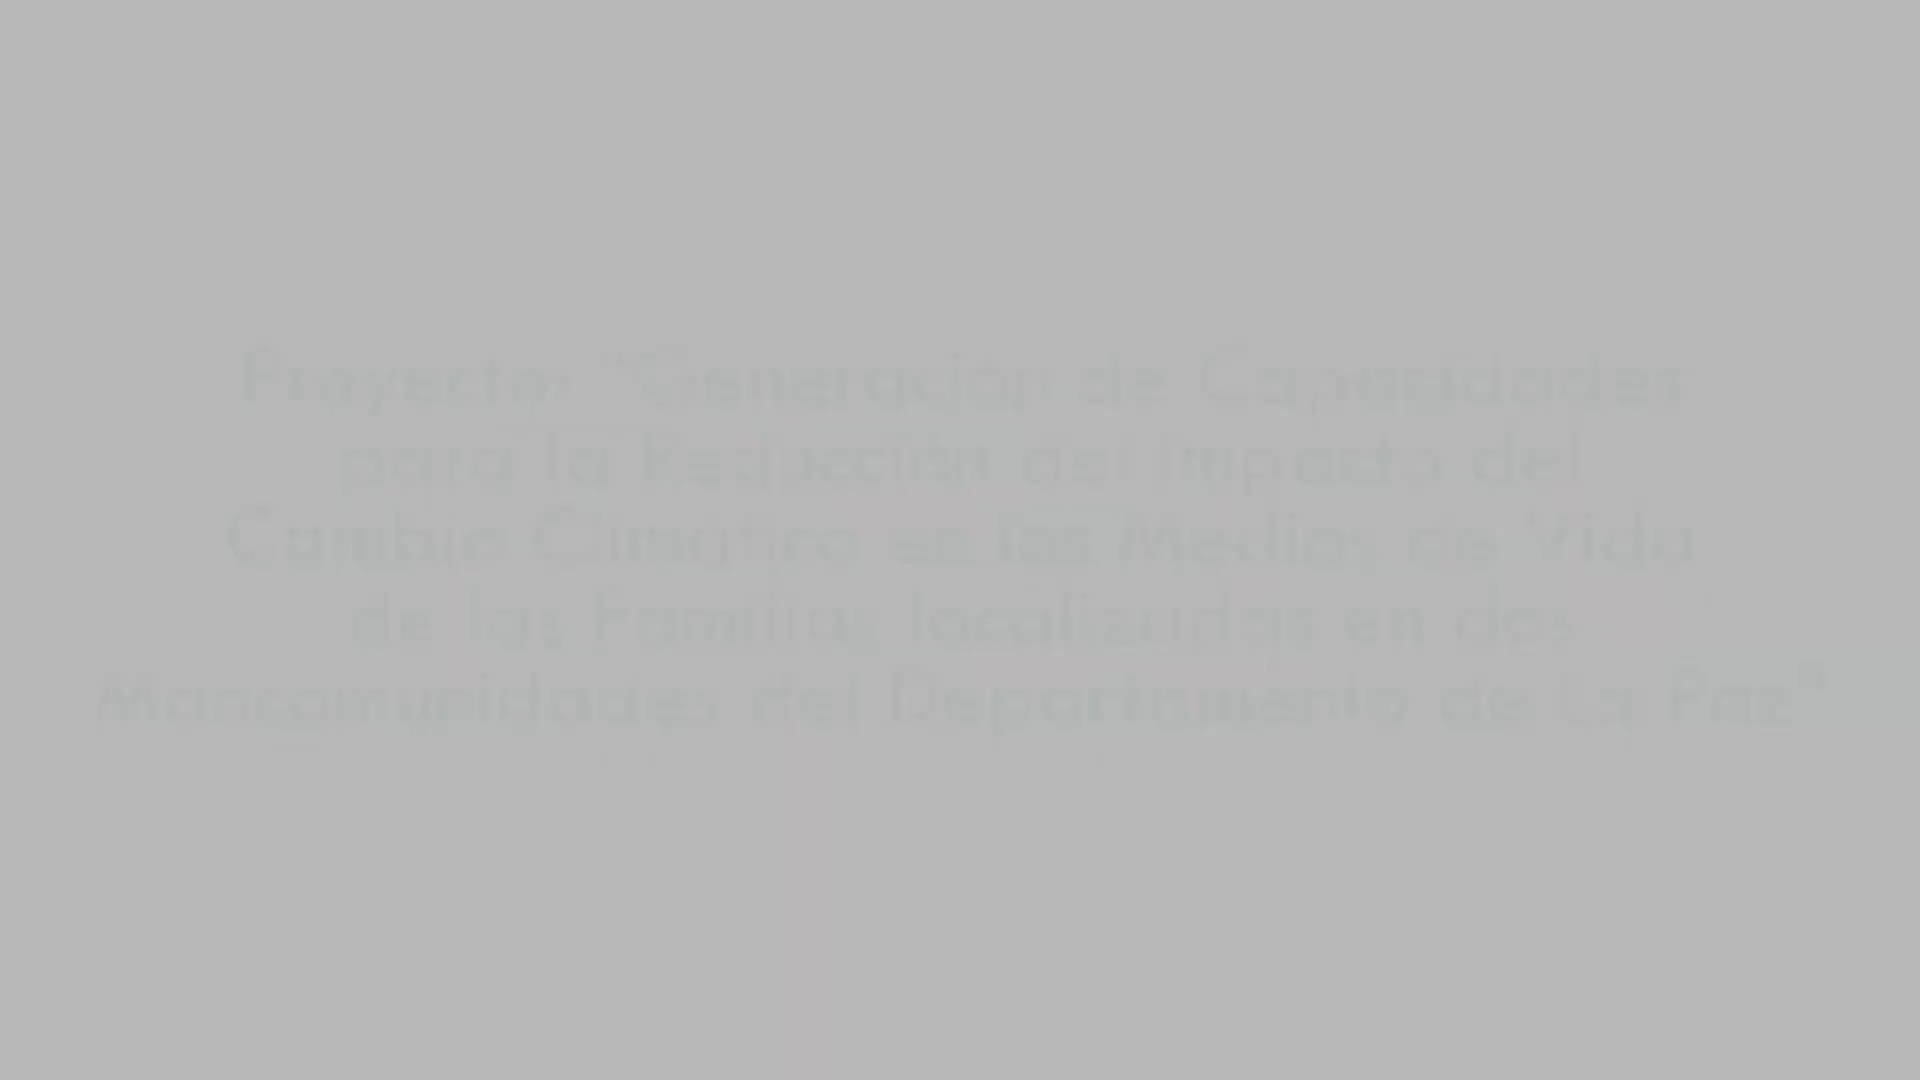 Proyecto: "Generación de Capacidades
para la Reducción del Impacto del
Cambio Climático en los Medios de Vida
de las Familias localizadas en dos
Mancomunidades del Departamento de La Paz"